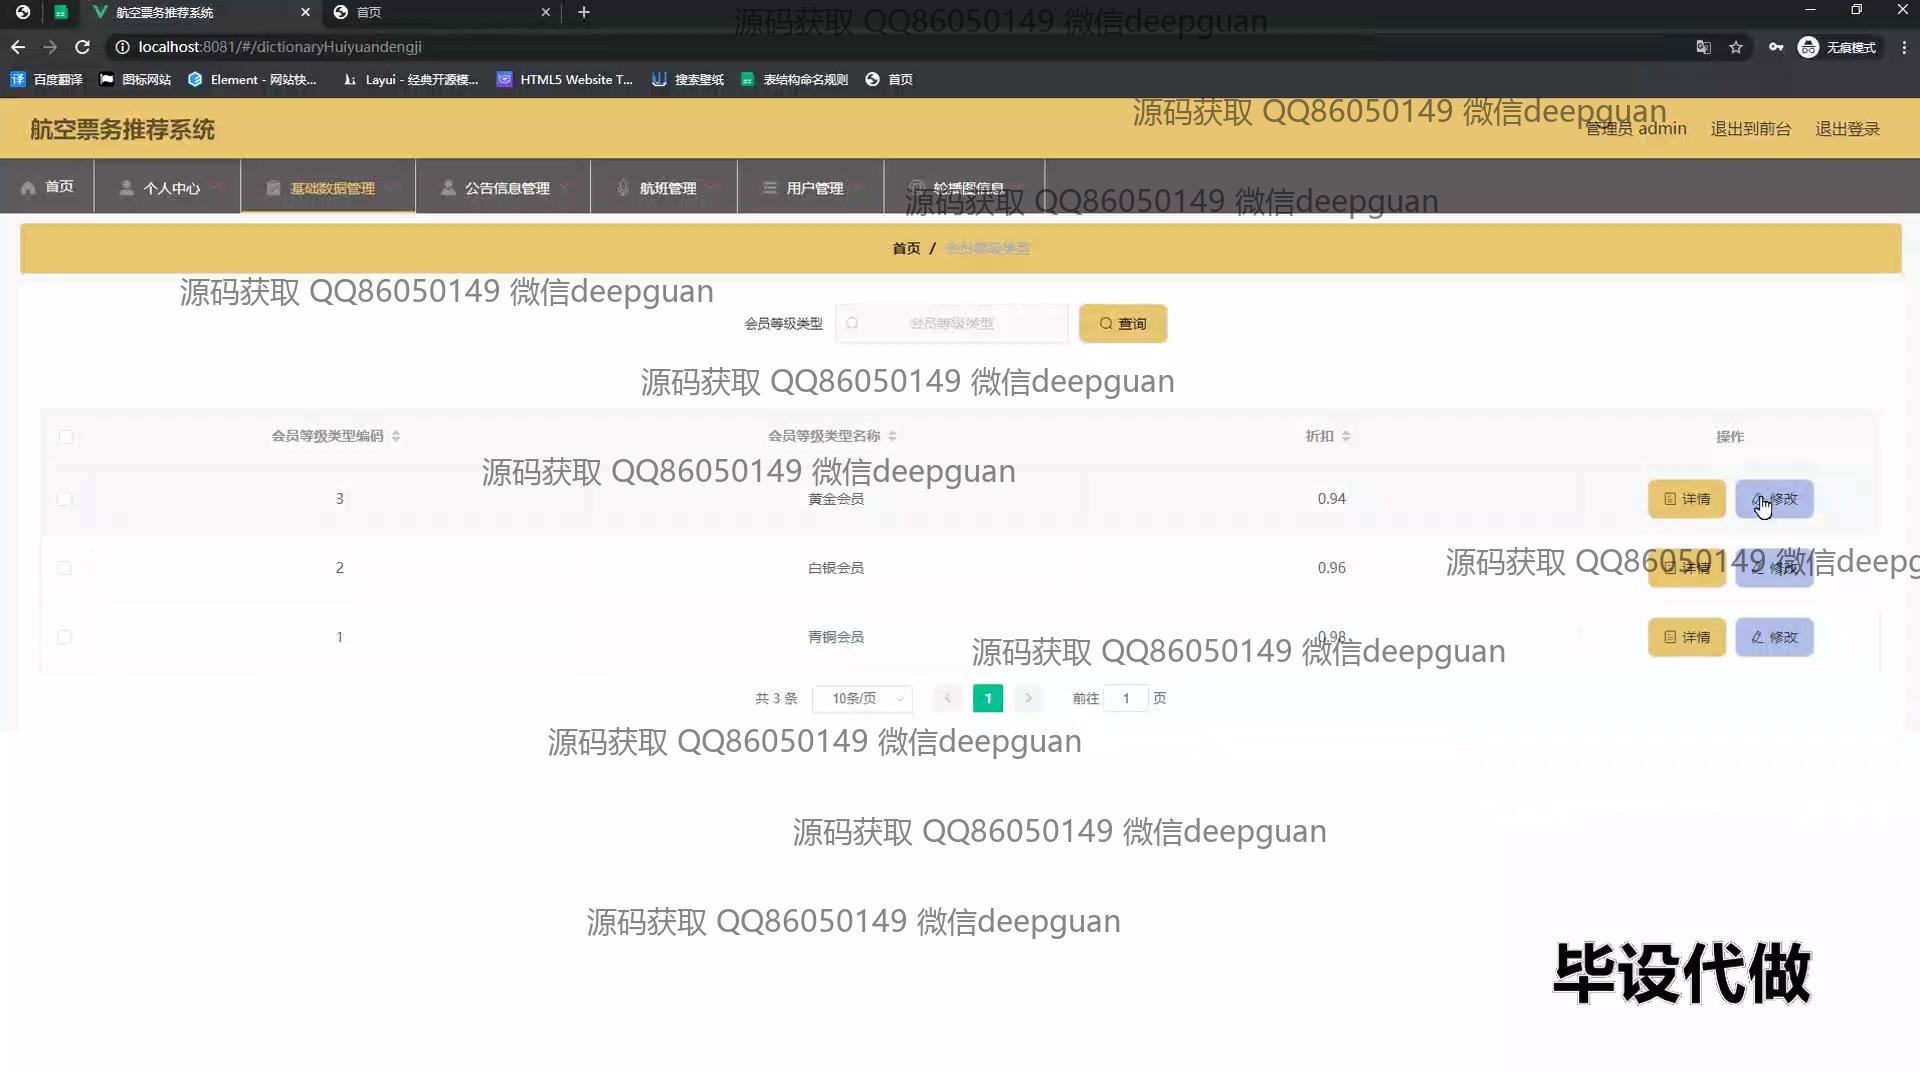 航空票务推荐系统
首页
源码获取 QQ86050149 微信deepguan
localhost:8081/#/dictionaryHuiyuandengji
无痕模式
百度翻译
图标网站
Element - 网站快...
Layui - 经典开源模...
HTML5 Website T...
搜索壁纸
表结构命名规则
首页
源码获取 QQ86050149 微信deepguan
航空票务推荐系统
管理员 admin
退出到前台
退出登录
首页
个人中心
基础数据管理
公告信息管理
航班管理
用户管理
轮播图信息
源码获取 QQ86050149 微信deepguan
首页 / 会员等级类型
源码获取 QQ86050149 微信deepguan
会员等级类型
会员等级类型
查询
源码获取 QQ86050149 微信deepguan
会员等级类型编码
会员等级类型名称
折扣
操作
源码获取 QQ86050149 微信deepguan
3
黄金会员
0.94
详情
修改
源码获取 QQ86050149 微信deepg
2
白银会员
0.96
详情
修改
1
青铜会员
0.98
详情
修改
源码获取 QQ86050149 微信deepguan
共 3 条
10条/页
1
前往 1 页
源码获取 QQ86050149 微信deepguan
源码获取 QQ86050149 微信deepguan
源码获取 QQ86050149 微信deepguan
毕设代做